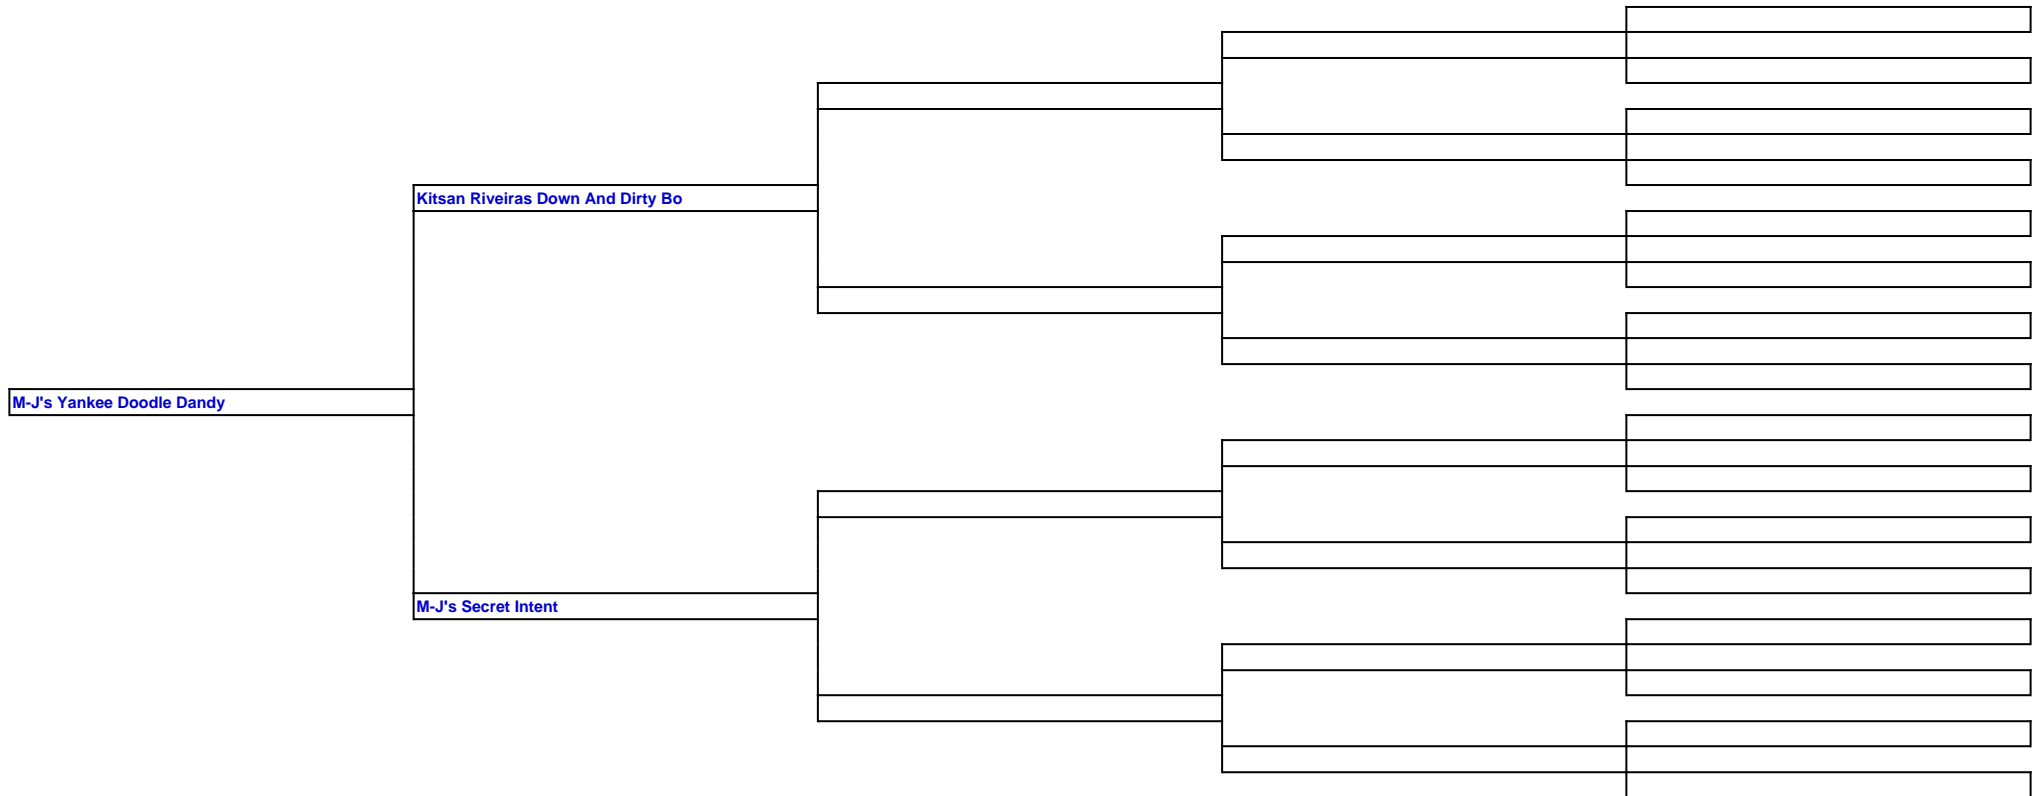 Kitsan Riveiras Down And Dirty Bo
M-J's Yankee Doodle Dandy
M-J's Secret Intent